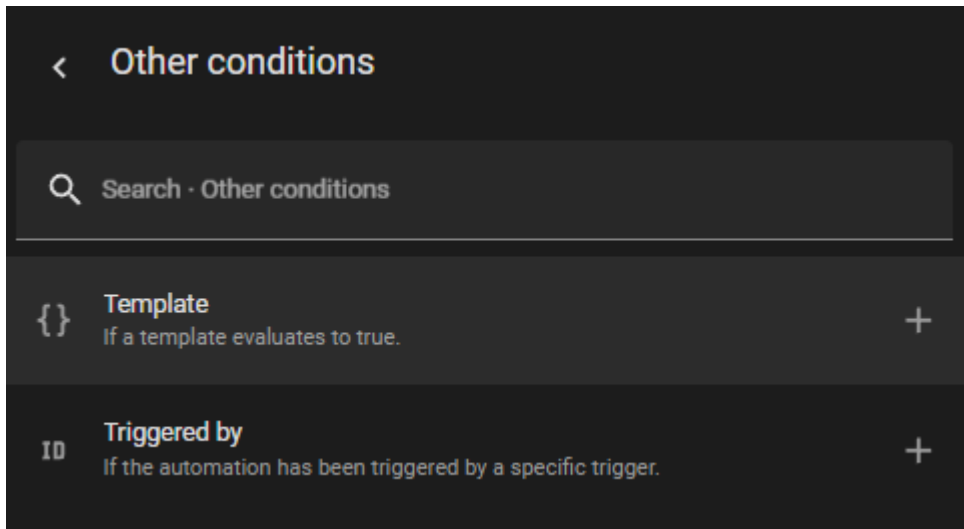 Other conditions
Search · Other conditions
{} Template
If a template evaluates to true.
ID Triggered by
If the automation has been triggered by a specific trigger.